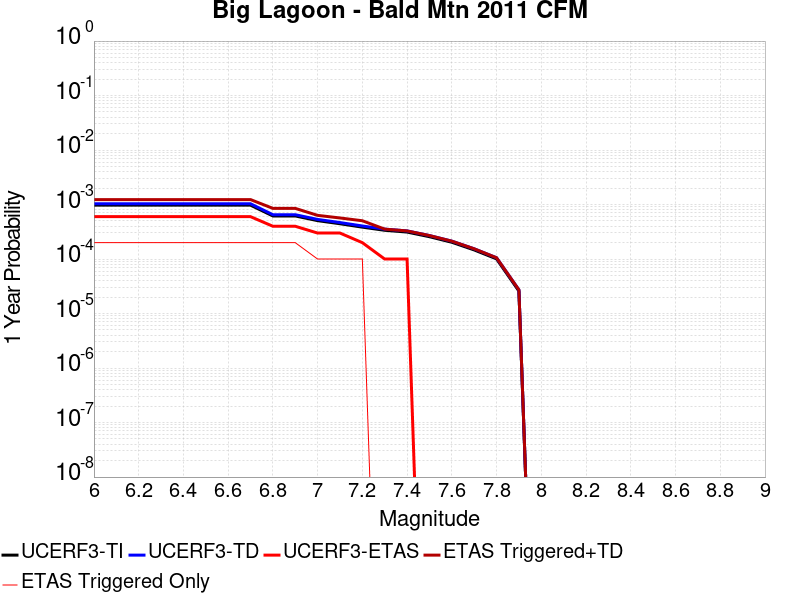 Big Lagoon - Bald Mtn 2011 CFM
10^0
10^-1
10^-2
10^-3
10^-4
10^-5
10^-6
10^-7
10^-8
1 Year Probability
6 6.2 6.4 6.6 6.8 7 7.2 7.4 7.6 7.8 8 8.2 8.4 8.6 8.8 9
Magnitude
UCERF3-TI UCERF3-TD UCERF3-ETAS ETAS Triggered+TD
ETAS Triggered Only